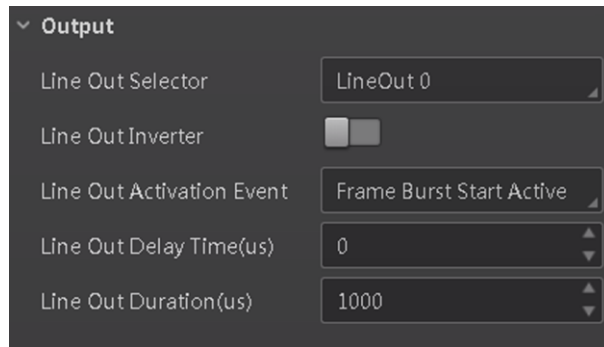 Output
Line Out Selector LineOut 0
Line Out Inverter
Line Out Activation Event Frame Burst Start Active
Line Out Delay Time(us) 0
Line Out Duration(us) 1000